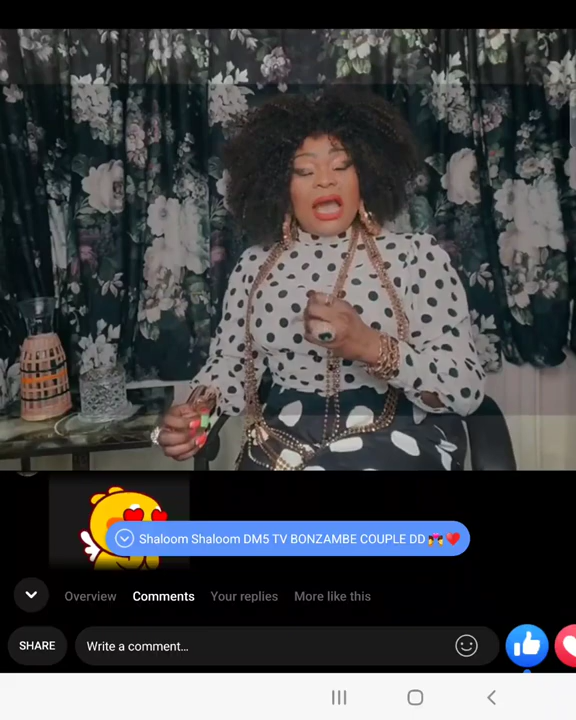 Shaloom Shaloom DM5 TV BONZAMBE COUPLE DD 👩‍❤️‍👩❤️
Overview Comments Your replies More like this
SHARE Write a comment…